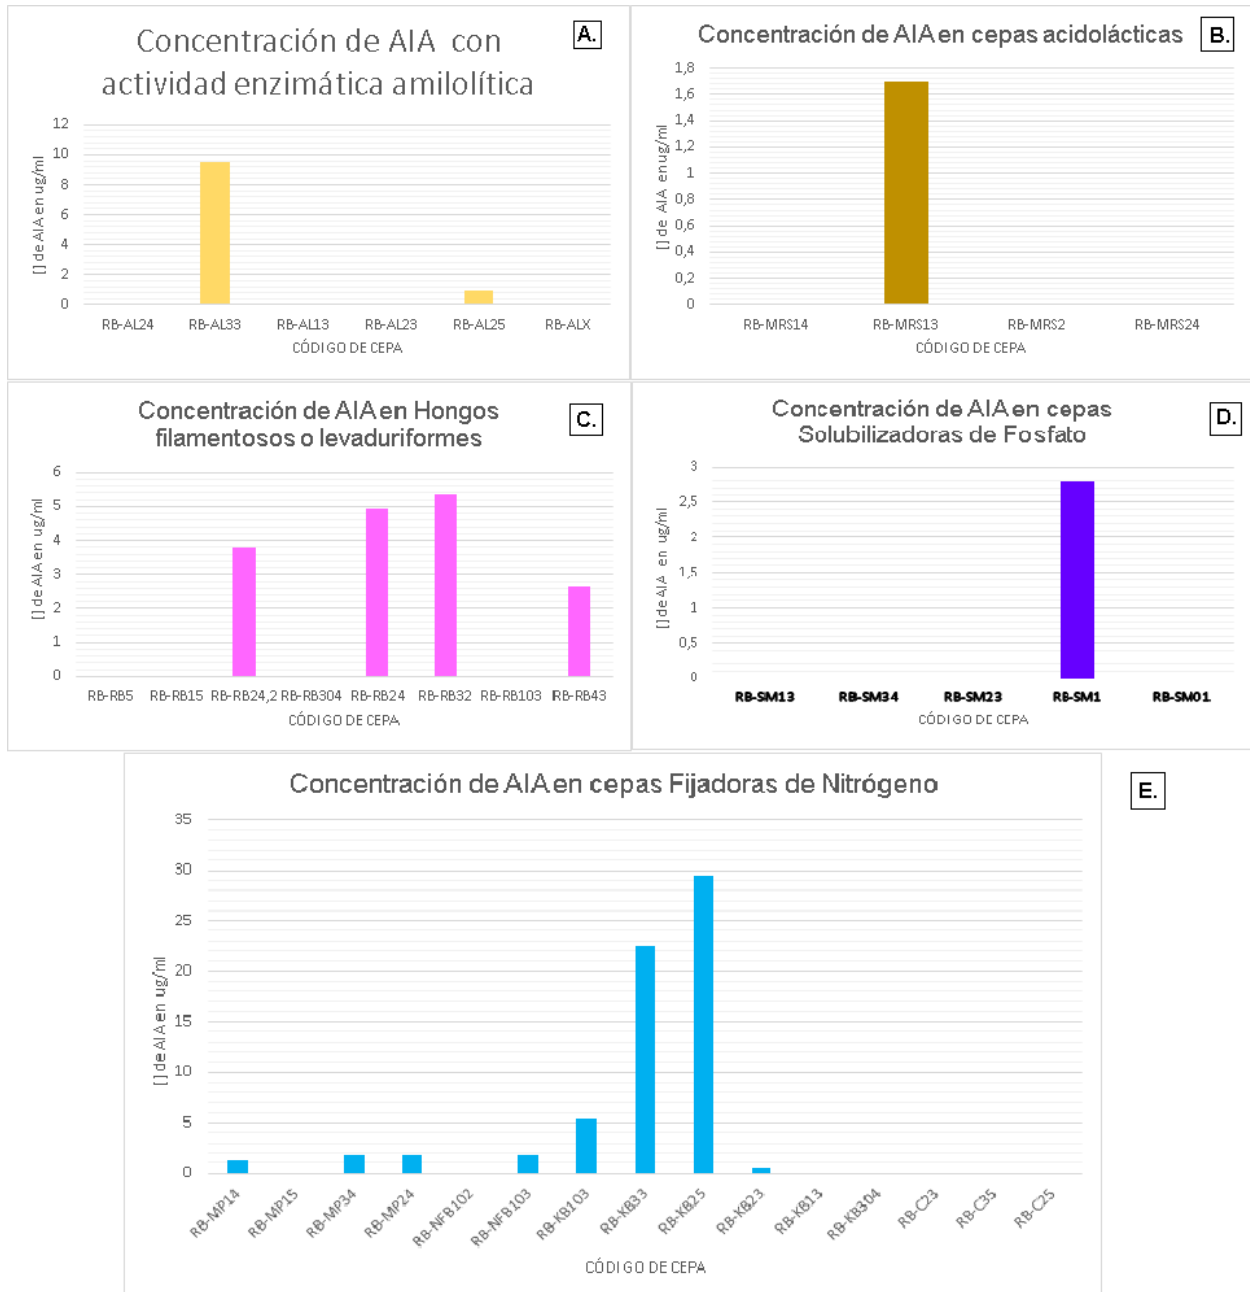 Concentración de AIA con
actividad enzimática amilolítica
A.
[] de AIA en ug/ml
12
10
8
6
4
2
0
RB-AL24 RB-AL33 RB-AL13 RB-AL23 RB-AL25 RB-ALX
CÓDIGO DE CEPA
Concentración de AIA en cepas acidolácticas
B.
[] de AIA en ug/ml
1,8
1,6
1,4
1,2
1
0,8
0,6
0,4
0,2
0
RB-MRS14 RB-MRS13 RB-MRS2 RB-MRS24
CÓDIGO DE CEPA
Concentración de AIA en Hongos
filamentosos o levaduriformes
C.
[] de AIA en ug/ml
6
5
4
3
2
1
0
RB-RB5 RB-RB15 RB-RB24,2 RB-RB304 RB-RB24 RB-RB32 RB-RB103 RB-RB43
CÓDIGO DE CEPA
Concentración de AIA en cepas
Solubilizadoras de Fosfato
D.
[] de AIA en ug/ml
3
2,5
2
1,5
1
0,5
0
RB-SM13 RB-SM34 RB-SM23 RB-SM1 RB-SM01
CÓDIGO DE CEPA
Concentración de AIA en cepas Fijadoras de Nitrógeno
E.
[] de AIA en ug/ml
35
30
25
20
15
10
5
0
RB-MP14 RB-MP15 RB-MP34 RB-MP24 RB-NFB102 RB-NFB103 RB-KB103 RB-KB33 RB-KB25 RB-KB23 RB-KB13 RB-KB304 RB-C23 RB-C35 RB-C25
CÓDIGO DE CEPA